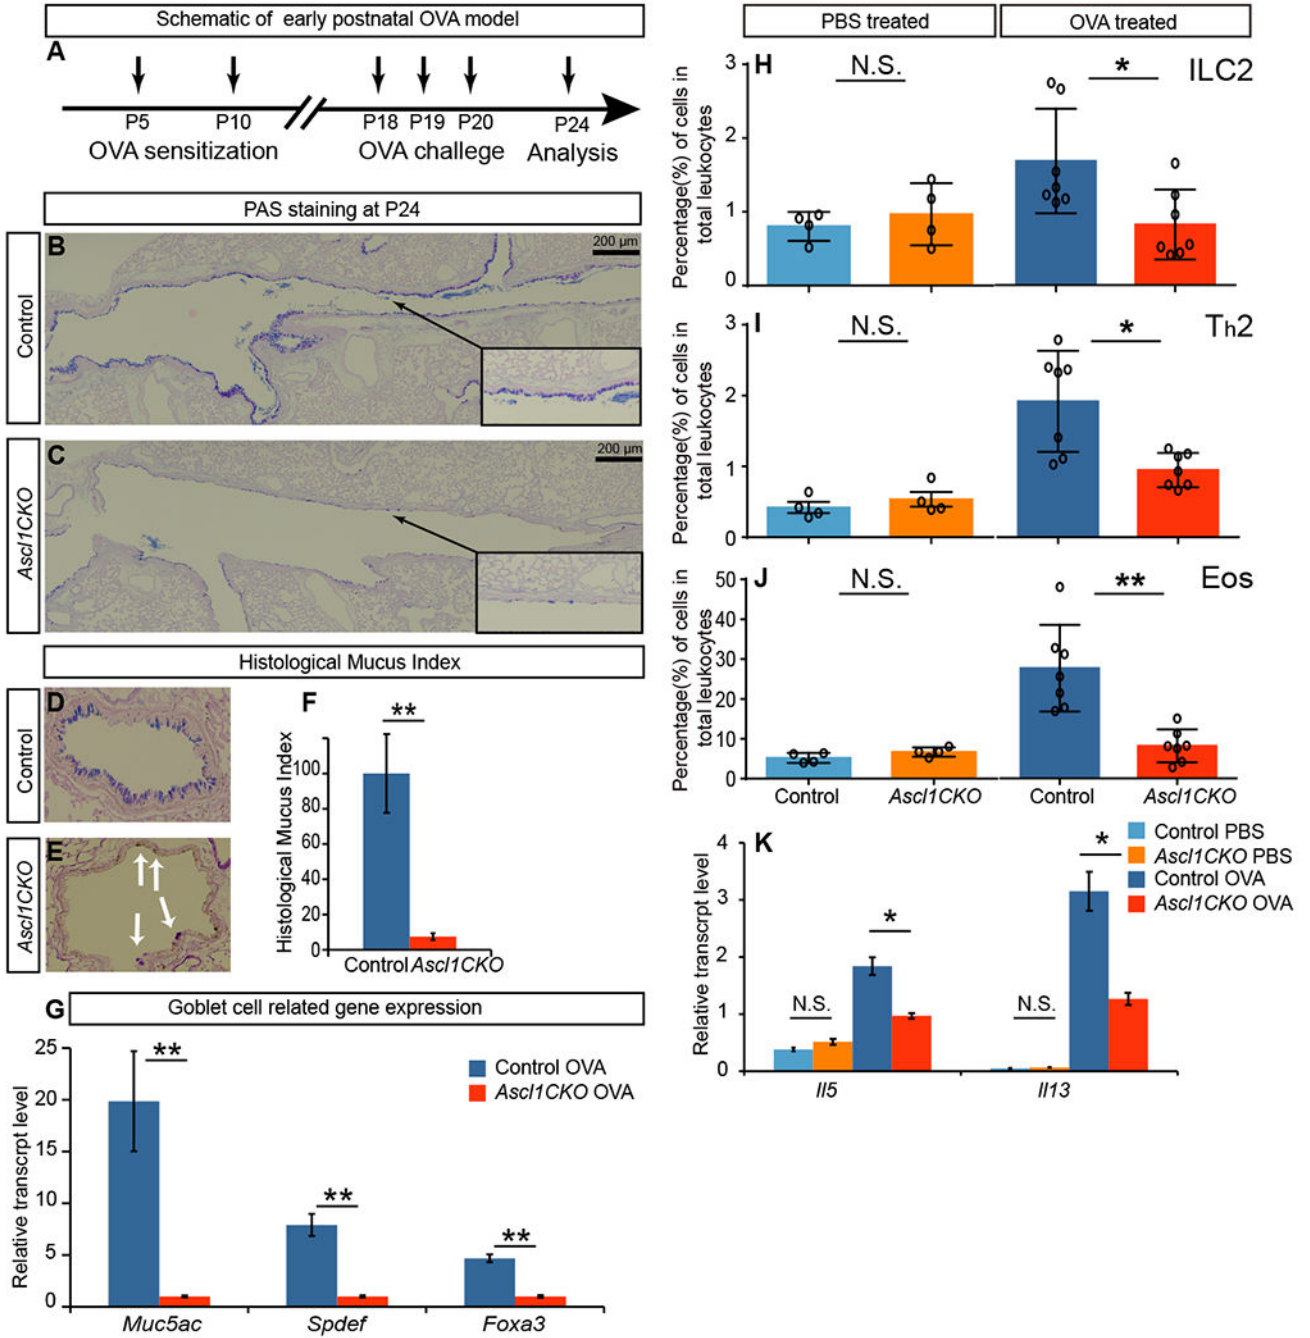 Schematic of early postnatal OVA model
A
P5 P10 P18 P19 P20 P24
OVA sensitization OVA challege Analysis
PAS staining at P24
B
200 µm
Control
C
200 µm
Ascl1CKO
Histological Mucus Index
D
Control
E
Ascl1CKO
F
**
Histological Mucus Index
100
80
60
40
20
0
Control Ascl1CKO
G
Goblet cell related gene expression
Relative transcrpt level
25
20
15
10
5
0
**
**
**
Control OVA
Ascl1CKO OVA
Muc5ac Spdef Foxa3
PBS treated OVA treated
H
N.S. * ILC2
Percentage(%) of cells in
total leukocytes
3
2
1
0
I
N.S. * Th2
Percentage(%) of cells in
total leukocytes
3
2
1
0
J
N.S. ** Eos
Percentage(%) of cells in
total leukocytes
50
40
30
20
10
0
Control Ascl1CKO Control Ascl1CKO
K
Relative transcrpt level
4
3
2
1
0
N.S. * N.S. *
Control PBS
Ascl1CKO PBS
Control OVA
Ascl1CKO OVA
Il5 Il13